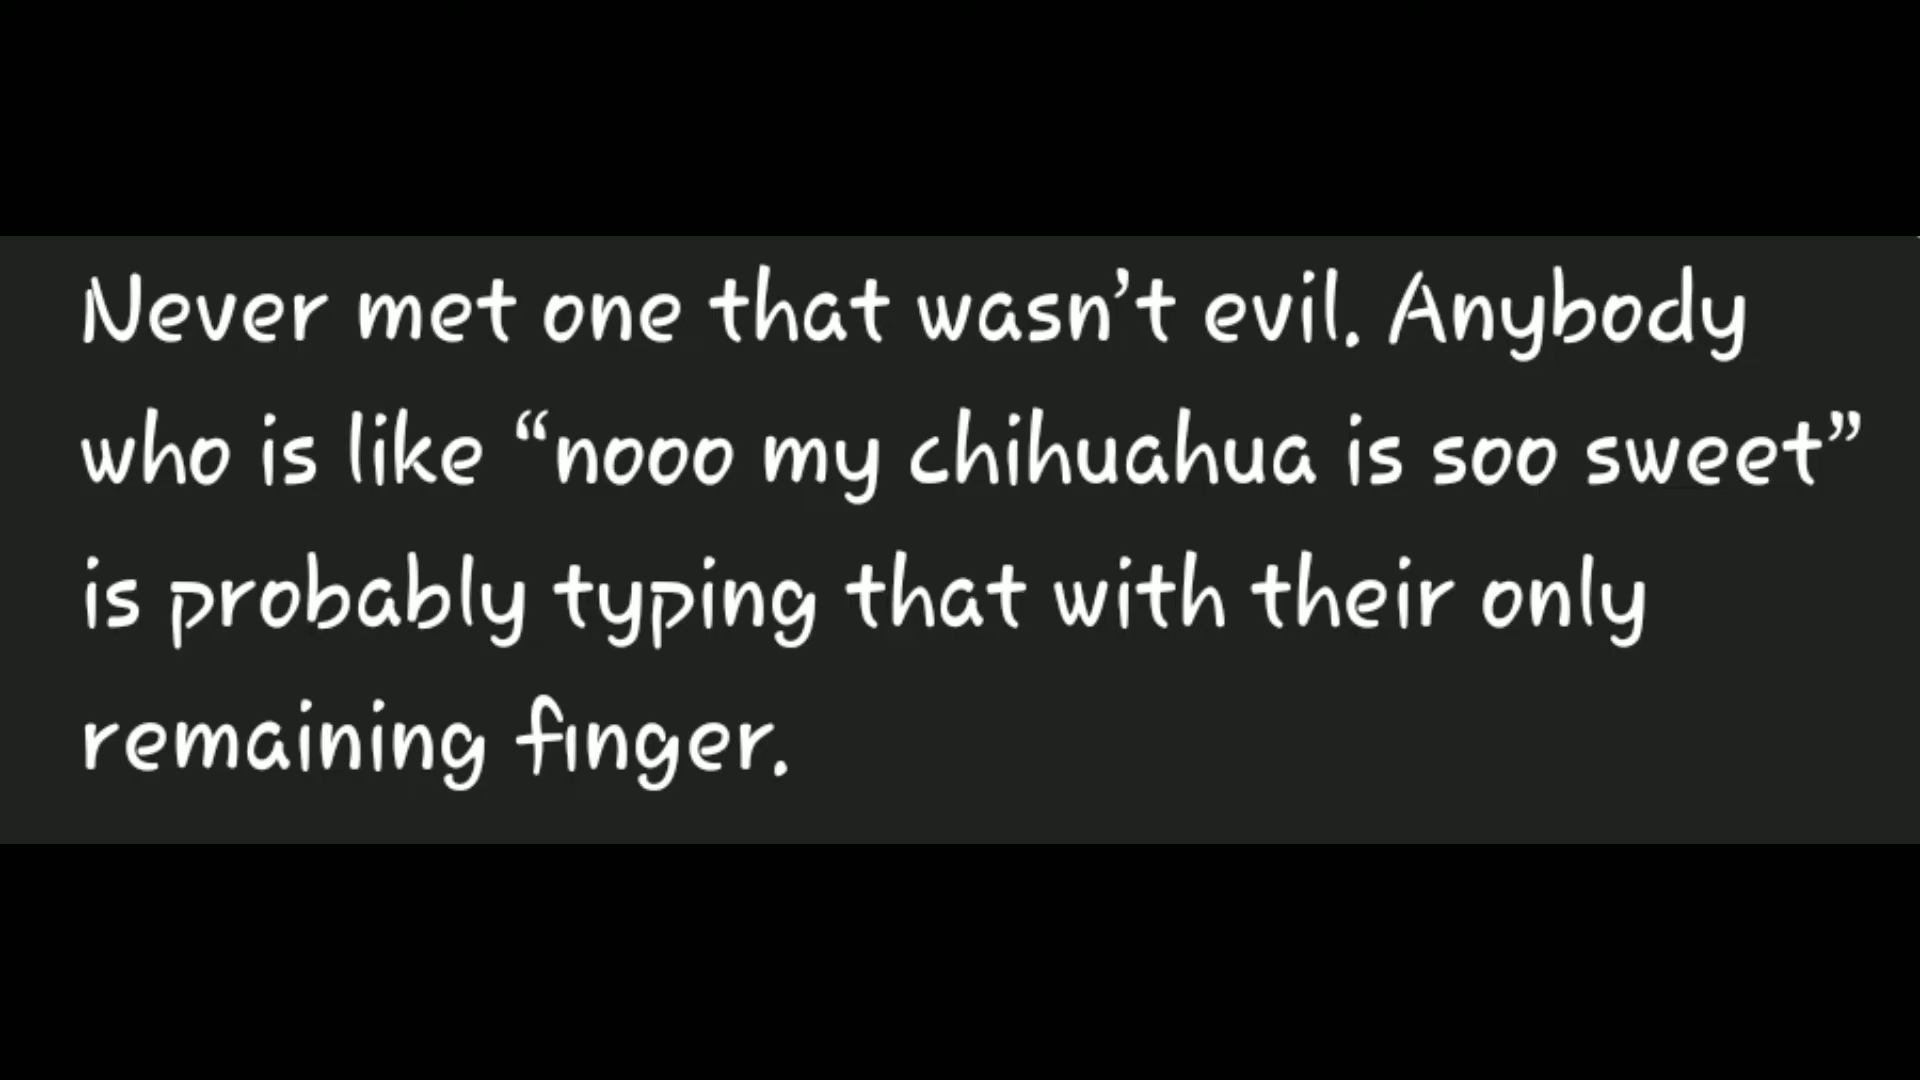 Never met one that wasn’t evil. Anybody
who is like “nooo my chihuahua is soo sweet”
is probably typing that with their only
remaining finger.